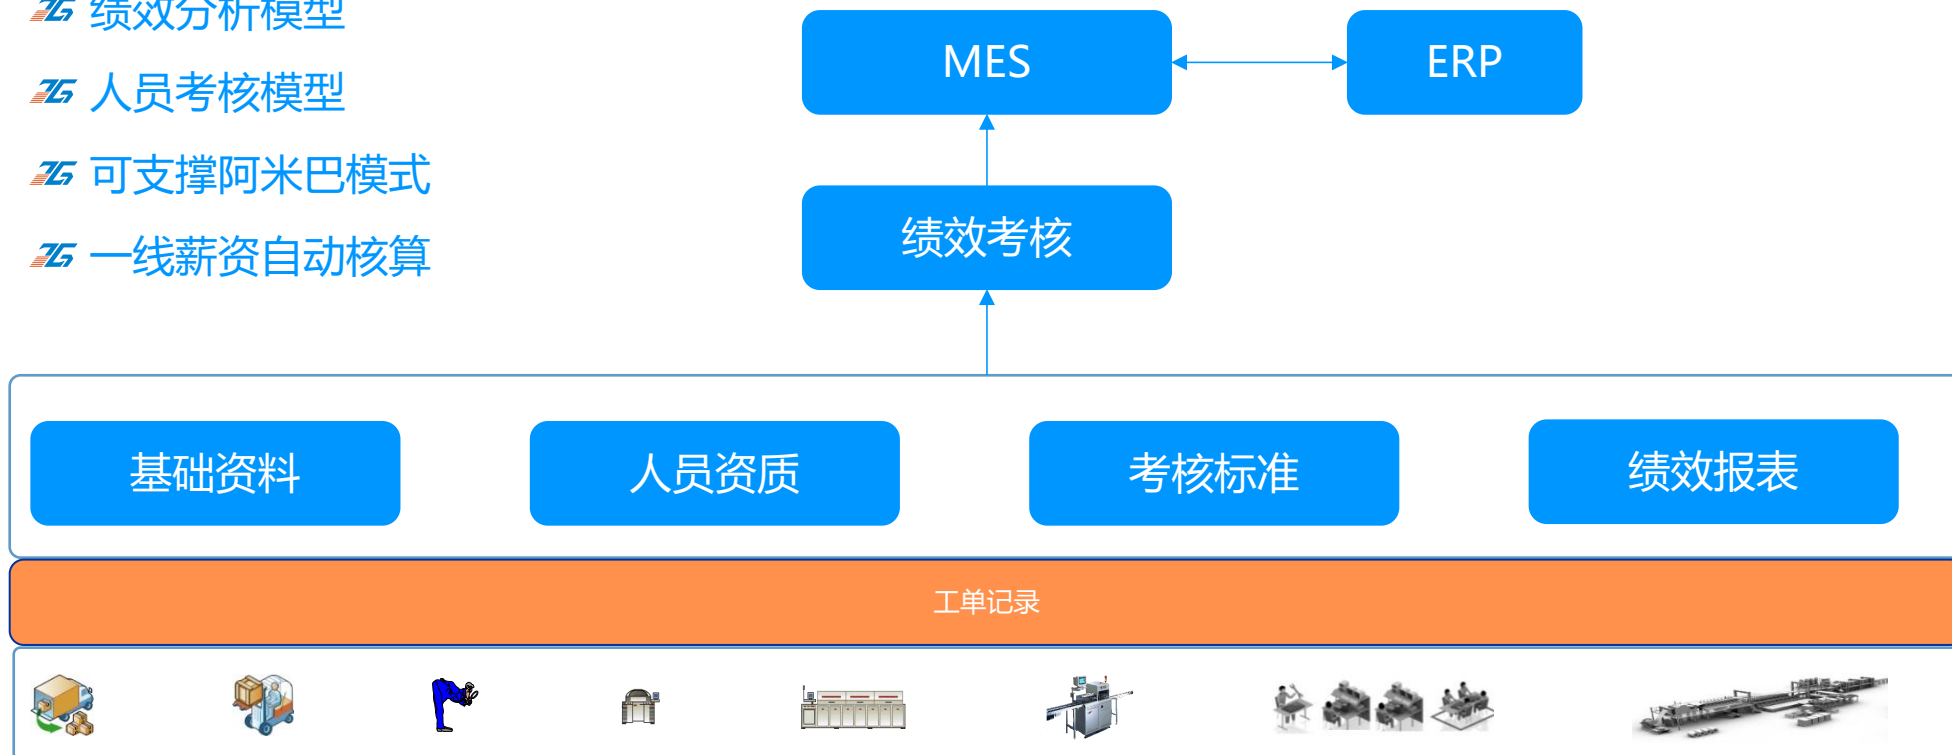 绩效分析模型
人员考核模型
可支撑阿米巴模式
一线薪资自动核算
MES
ERP
绩效考核
基础资料
人员资质
考核标准
绩效报表
工单记录